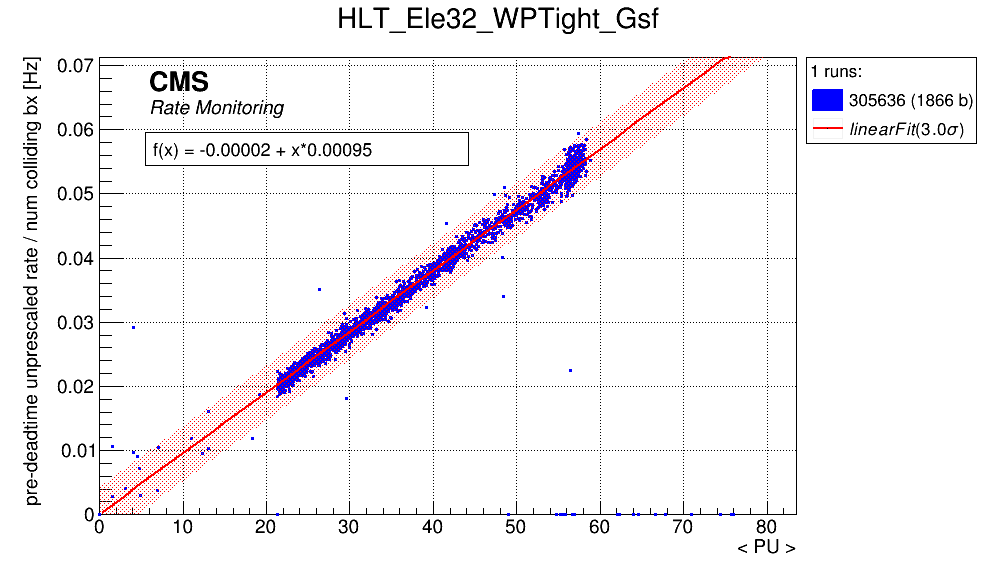 HLT_Ele32_WPTight_Gsf
pre-deadtime unprescaled rate / num colliding bx [Hz]
0.07
0.06
0.05
0.04
0.03
0.02
0.01
0
CMS
Rate Monitoring
f(x) = -0.00002 + x*0.00095
1 runs:
305636 (1866 b)
linearFit(3.0σ)
0 10 20 30 40 50 60 70 80
< PU >